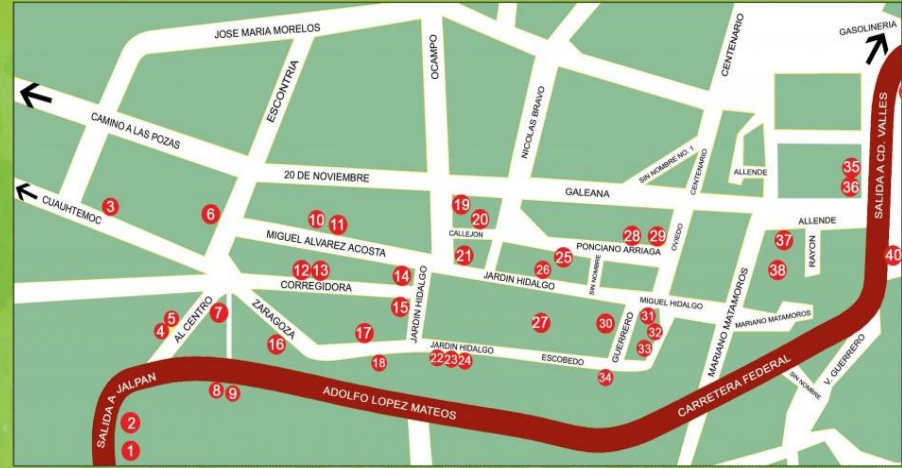 GASOLINERIA
JOSE MARIA MORELOS
CENTENARIO
OCAMPO
ESCONTRIA
NICOLAS BRAVO
CAMINO A LAS POZAS
SIN NOMBRE NO. 1
20 DE NOVIEMBRE
GALEANA
CENTENARIO
ALLENDE
35
36
SALIDA A CD. VALLES
CUAUHTEMOC
3
6
10
11
19
20
CALLEJON
21
MIGUEL ALVAREZ ACOSTA
28
29
PONCIANO ARRIAGA
OVIEDO
ALLENDE
37
RAYON
38
40
12
13
14
CORREGIDORA
JARDIN HIDALGO
25
26
JARDIN HIDALGO
SIN NOMBRE
MIGUEL HIDALGO
MARIANO MATAMOROS
MARIANO MATAMOROS
AL CENTRO
5
4
7
ZARAGOZA
16
15
17
18
JARDIN HIDALGO
22
23
24
27
30
31
32
33
GUERRERO
ESCOBEDO
34
SALIDA A JALPAN
8
9
ADOLFO LOPEZ MATEOS
CARRETERA FEDERAL
SIN NOMBRE
V. GUERRERO
2
1